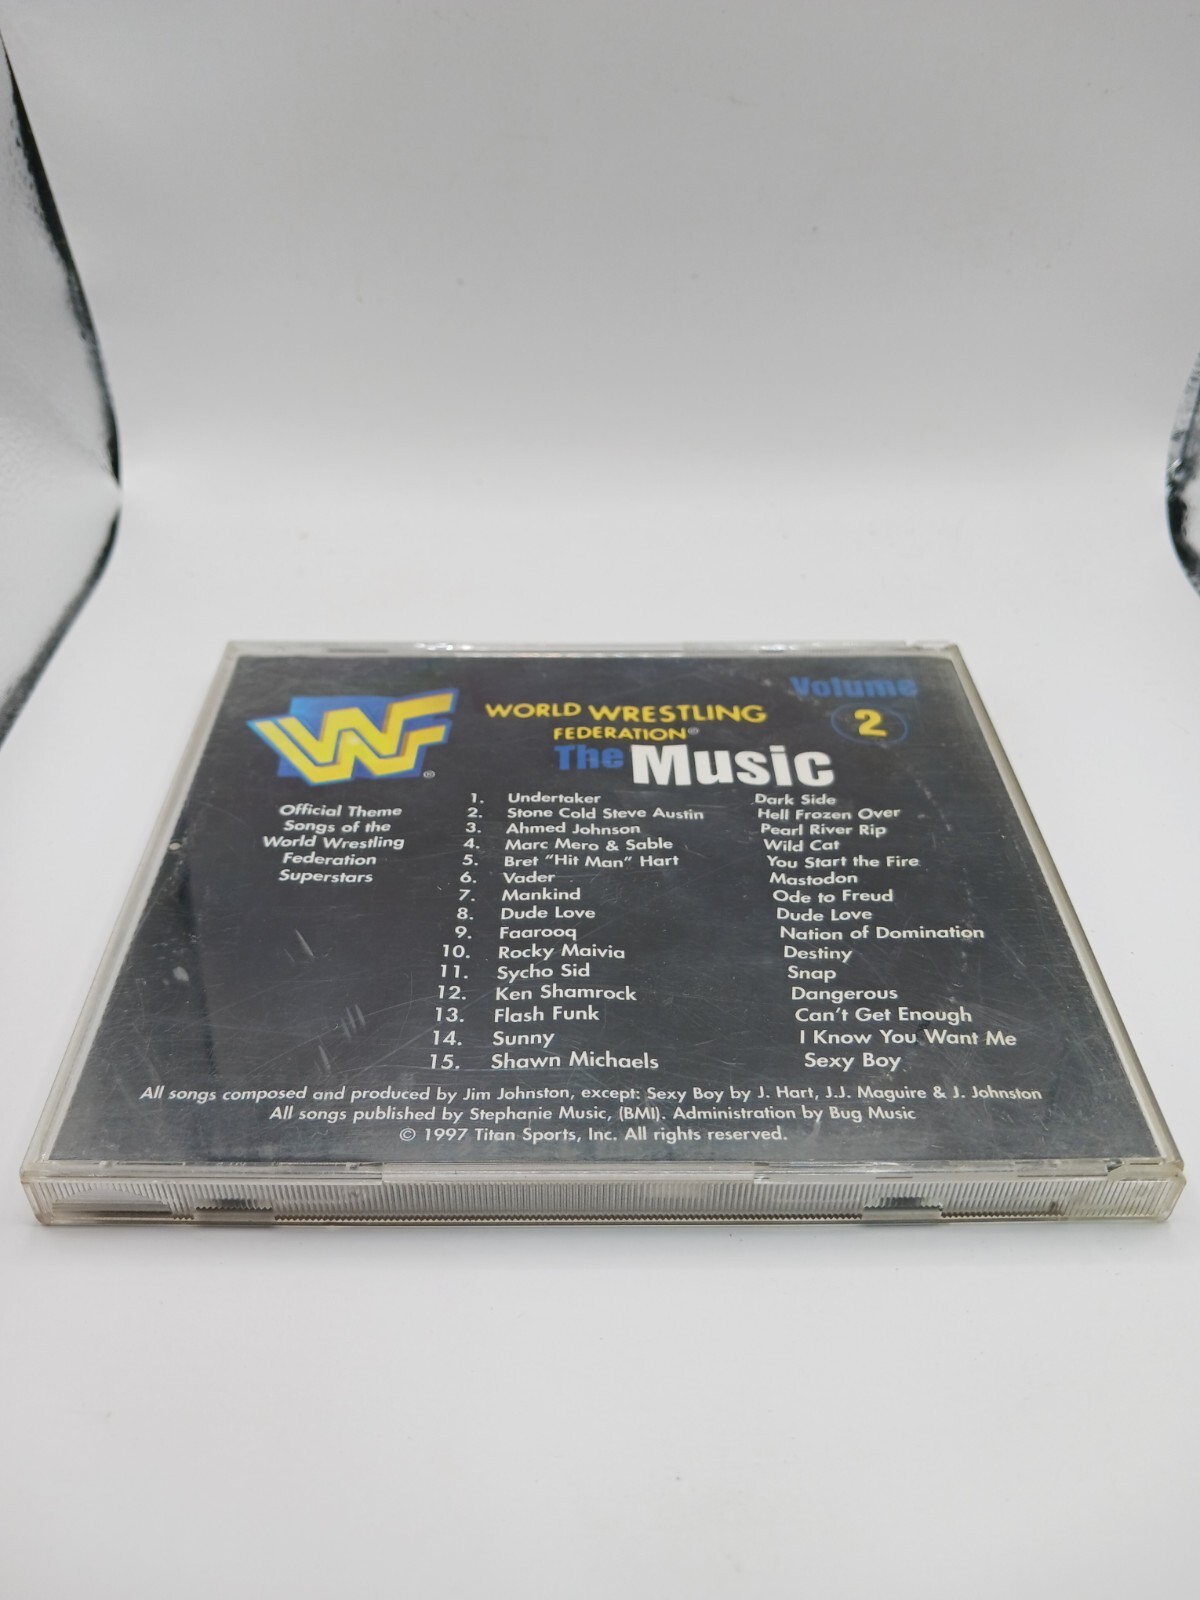 WF
®
WORLD WRESTLING
FEDERATION®
The Music
Volume
2
Official Theme
Songs of the
World Wrestling
Federation
Superstars
1. Undertaker Dark Side
2. Stone Cold Steve Austin Hell Frozen Over
3. Ahmed Johnson Pearl River Rip
4. Marc Mero & Sable Wild Cat
5. Bret "Hit Man" Hart You Start the Fire
6. Vader Mastodon
7. Mankind Ode to Freud
8. Dude Love Dude Love
9. Faarooq Nation of Domination
10. Rocky Maivia Destiny
11. Sycho Sid Snap
12. Ken Shamrock Dangerous
13. Flash Funk Can't Get Enough
14. Sunny I Know You Want Me
15. Shawn Michaels Sexy Boy
All songs composed and produced by Jim Johnston, except: Sexy Boy by J. Hart, J.J. Maguire & J. Johnston
All songs published by Stephanie Music, (BMI). Administration by Bug Music
© 1997 Titan Sports, Inc. All rights reserved.